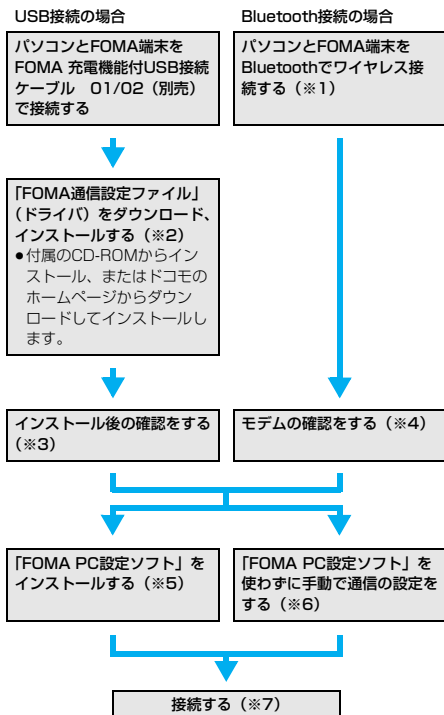 USB接続の場合
パソコンとFOMA端末を
FOMA 充電機能付USB接続
ケーブル　01/02（別売）
で接続する
「FOMA通信設定ファイル」
（ドライバ）をダウンロード、
インストールする（※2）
●付属のCD-ROMからイン
ストール、またはドコモの
ホームページからダウン
ロードしてインストールし
ます。
インストール後の確認をする
（※3）
Bluetooth接続の場合
パソコンとFOMA端末を
Bluetoothでワイヤレス接
続する（※1）
モデムの確認をする（※4）
「FOMA PC設定ソフト」を
インストールする（※5）
「FOMA PC設定ソフト」を
使わずに手動で通信の設定を
する（※6）
接続する（※7）